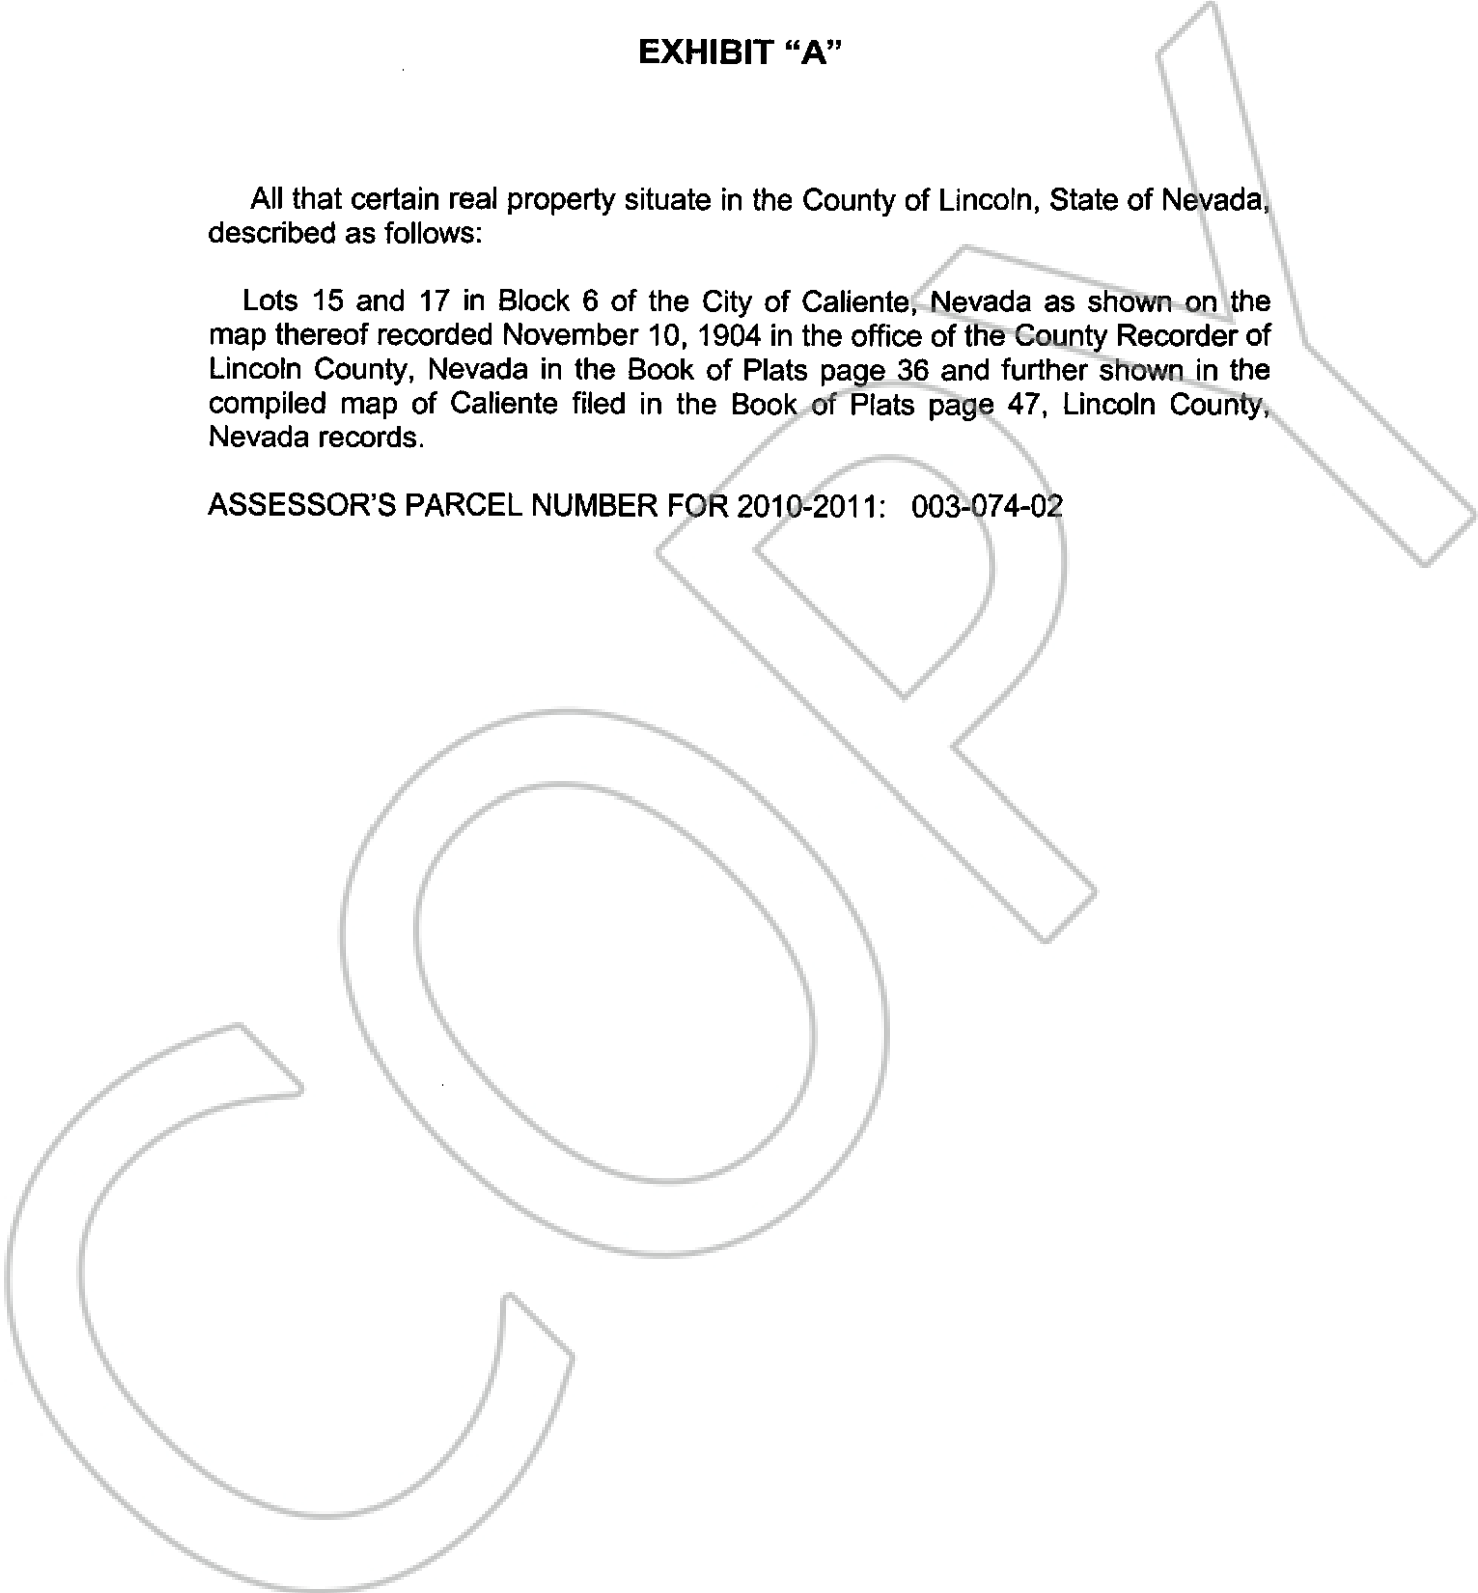 EXHIBIT “A”
All that certain real property situate in the County of Lincoln, State of Nevada,
described as follows:
Lots 15 and 17 in Block 6 of the City of Caliente, Nevada as shown on the
map thereof recorded November 10, 1904 in the office of the County Recorder of
Lincoln County, Nevada in the Book of Plats page 36 and further shown in the
compiled map of Caliente filed in the Book of Plats page 47, Lincoln County,
Nevada records.
ASSESSOR’S PARCEL NUMBER FOR 2010-2011: 003-074-02
COPY